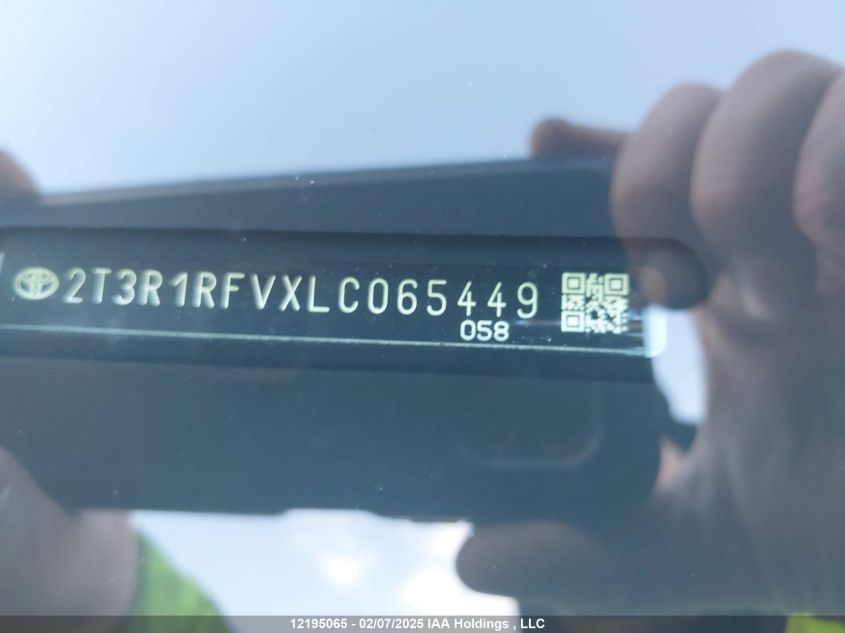 2T3R1RFVXLC065449
058
12195065 - 02/07/2025 IAA Holdings , LLC